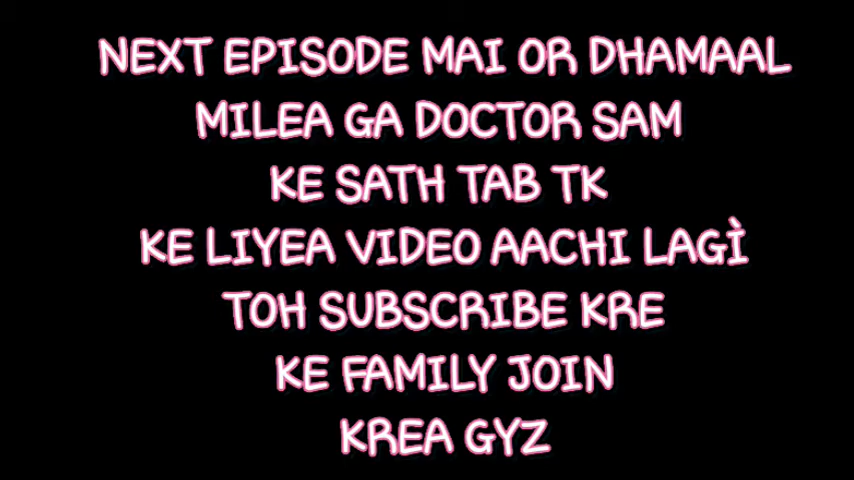 NEXT EPISODE MAI OR DHAMAAL
MILEA GA DOCTOR SAM
KE SATH TAB TK
KE LIYEA VIDEO AACHI LAGÌ
TOH SUBSCRIBE KRE
KE FAMILY JOIN
KREA GYZ